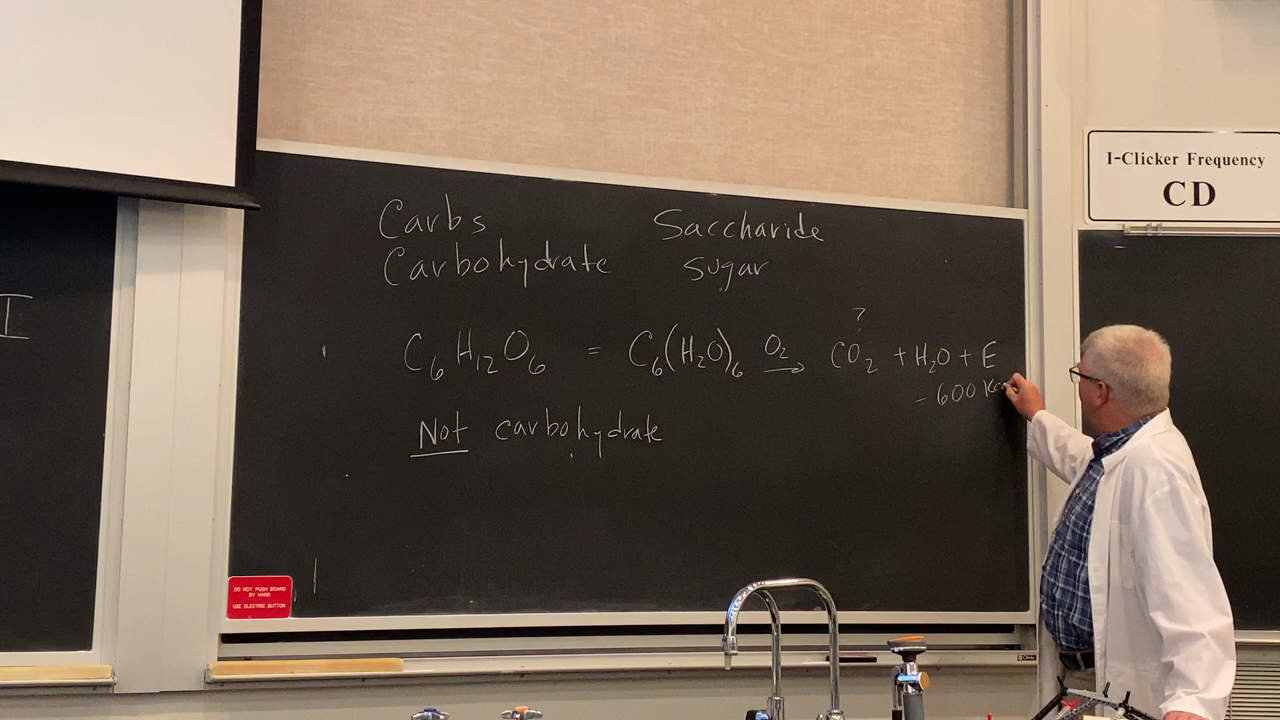 I-Clicker Frequency
CD
I
Carbs Saccharide
Carbohydrate sugar
?
C6H12O6 = C6(H2O)6 O2→ CO2 + H2O + E
- 600 Kca
Not carbohydrate
DO NOT PUSH BOARD
BY HAND
USE ELECTRIC BUTTON